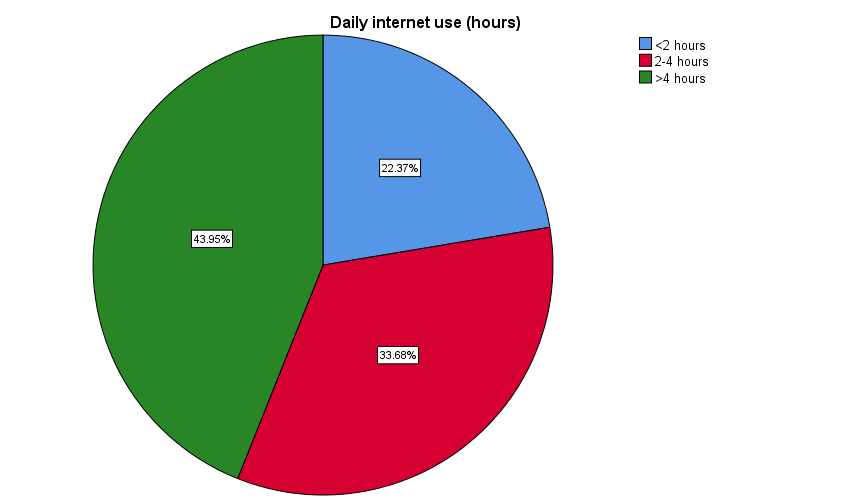 Daily internet use (hours)
<2 hours
2-4 hours
>4 hours
22.37%
43.95%
33.68%